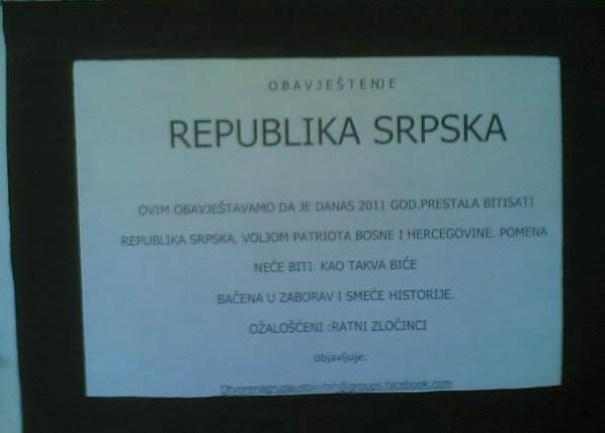 OBAVJEŠTENJE
REPUBLIKA SRPSKA
OVIM OBAVJEŠTAVAMO DA JE DANAS 2011 GOD.PRESTALA BITISATI
REPUBLIKA SRPSKA, VOLJOM PATRIOTA BOSNE I HERCEGOVINE. POMENA
NEĆE BITI. KAO TAKVA BIĆE
BAČENA U ZABORAV I SMEĆE HISTORIJE.
OŽALOŠĆENI :RATNI ZLOČINCI
objavljuje: